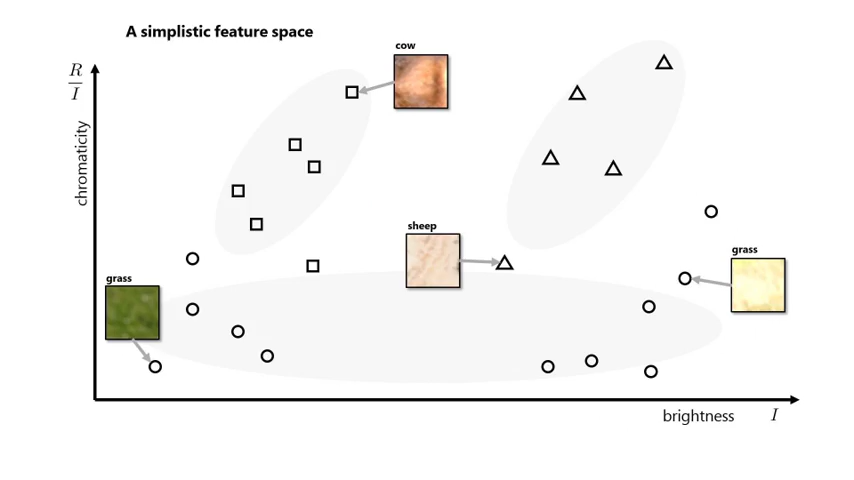 A simplistic feature space
cow
R
I
chromaticity
sheep
grass
grass
brightness I